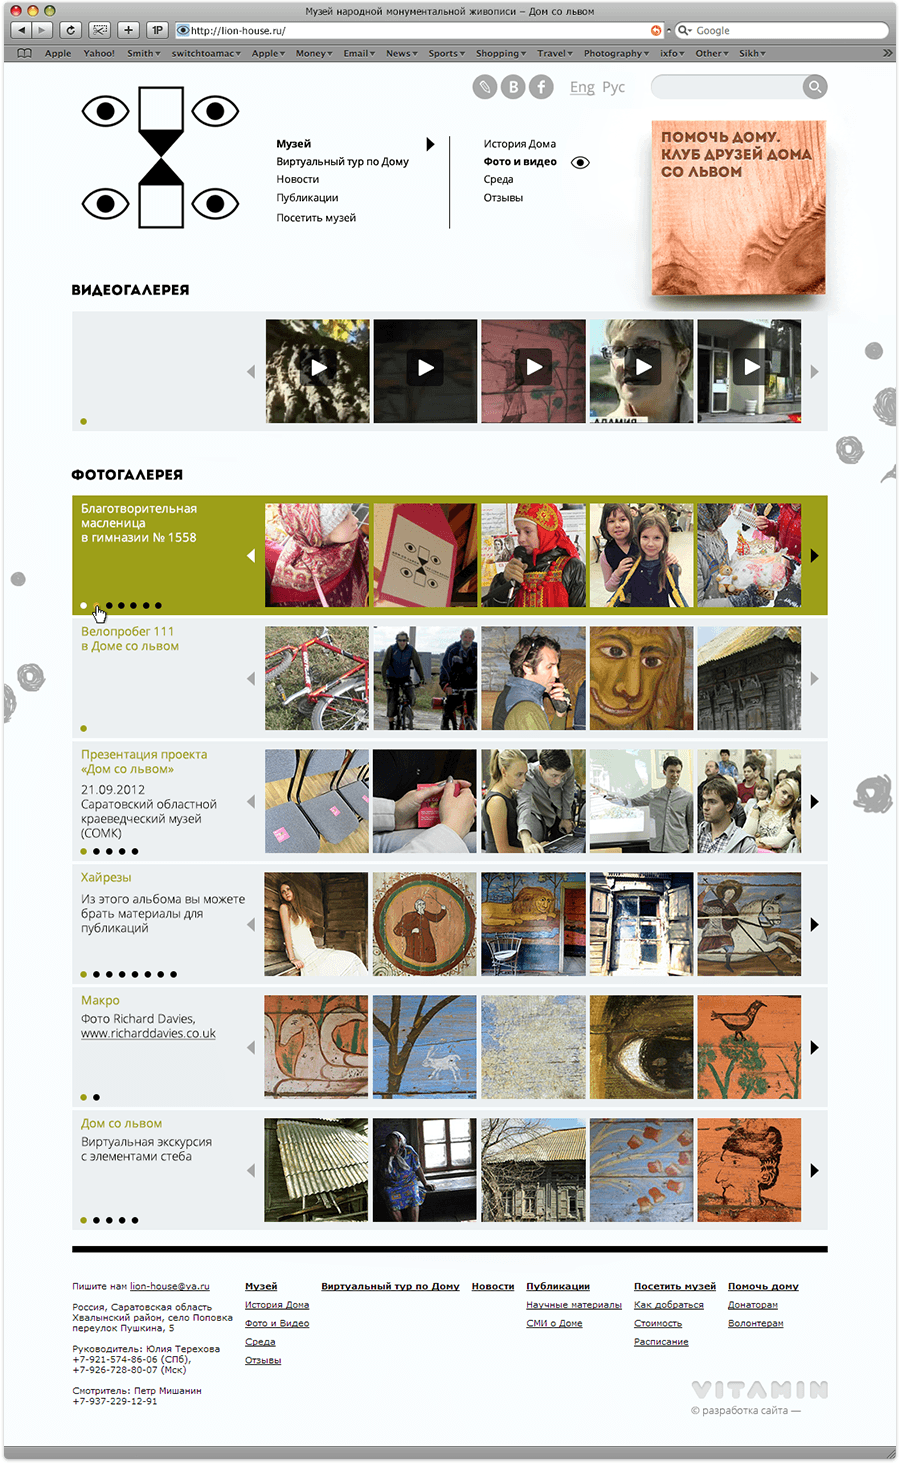 Музей народной монументальной живописи – Дом со львом
1P
http://lion-house.ru/
Google
Apple Yahoo! Smith switchtoamac Apple Money Email News Sports Shopping Travel Photography ixfo Other Sikh
B f
Eng Рус
Музей
Виртуальный тур по Дому
Новости
Публикации
Посетить музей
История Дома
Фото и видео
Среда
Отзывы
ПОМОЧЬ ДОМУ.
КЛУБ ДРУЗЕЙ ДОМА
СО ЛЬВОМ
ВИДЕОГАЛЕРЕЯ
ФОТОГАЛЕРЕЯ
Благотворительная
масленица
в гимназии № 1558
Велопробег 111
в Доме со львом
Презентация проекта
«Дом со львом»
21.09.2012
Саратовский областной
краеведческий музей
(СОМК)
Хайрезы
Из этого альбома вы можете
брать материалы для
публикаций
Макро
Фото Richard Davies,
www.richarddavies.co.uk
Дом со львом
Виртуальная экскурсия
с элементами стеба
Пишите нам lion-house@ya.ru
Россия, Саратовская область
Хвалынский район, село Поповка
переулок Пушкина, 5
Руководитель: Юлия Терехова
+7-921-574-86-06 (СПб),
+7-926-728-80-07 (Мск)
Смотритель: Петр Мишанин
+7-937-229-12-91
Музей
История Дома
Фото и Видео
Среда
Отзывы
Виртуальный тур по Дому
Новости
Публикации
Научные материалы
СМИ о Доме
Посетить музей
Как добраться
Стоимость
Расписание
Помочь дому
Донаторам
Волонтерам
VITAMIN
© разработка сайта —